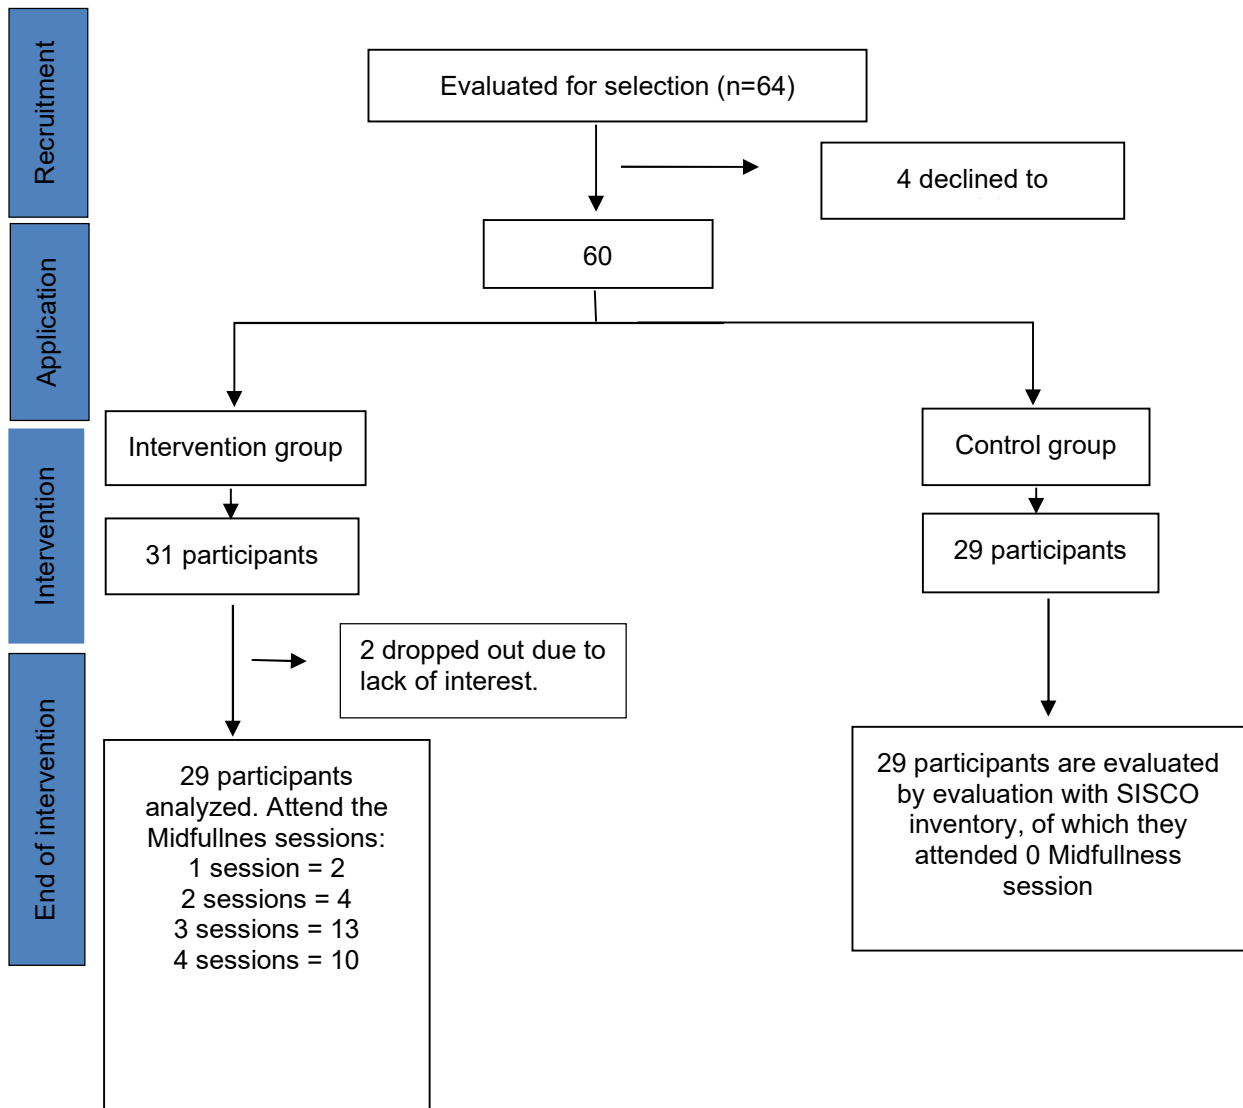 Recruitment
Evaluated for selection (n=64)
4 declined to
Application
60
Intervention
Intervention group
Control group
31 participants
29 participants
2 dropped out due to
lack of interest.
End of intervention
29 participants
analyzed. Attend the
Midfullnes sessions:
1 session = 2
2 sessions = 4
3 sessions = 13
4 sessions = 10
29 participants are evaluated
by evaluation with SISCO
inventory, of which they
attended 0 Midfullness
session